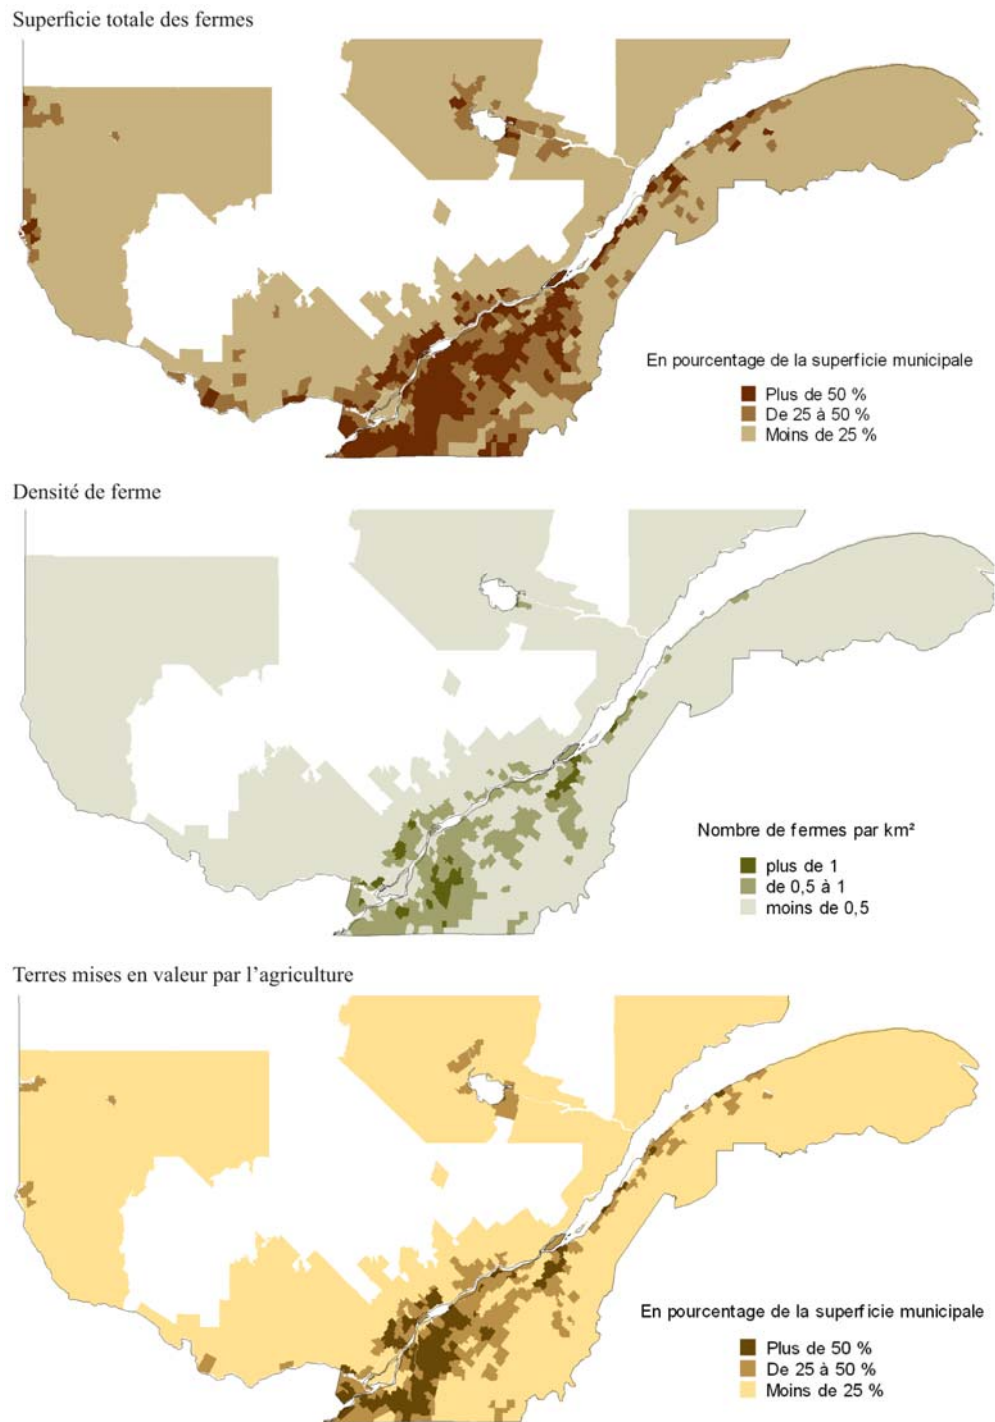 Superficie totale des fermes
En pourcentage de la superficie municipale
Plus de 50 %
De 25 à 50 %
Moins de 25 %
Densité de ferme
Nombre de fermes par km²
plus de 1
de 0,5 à 1
moins de 0,5
Terres mises en valeur par l'agriculture
En pourcentage de la superficie municipale
Plus de 50 %
De 25 à 50 %
Moins de 25 %